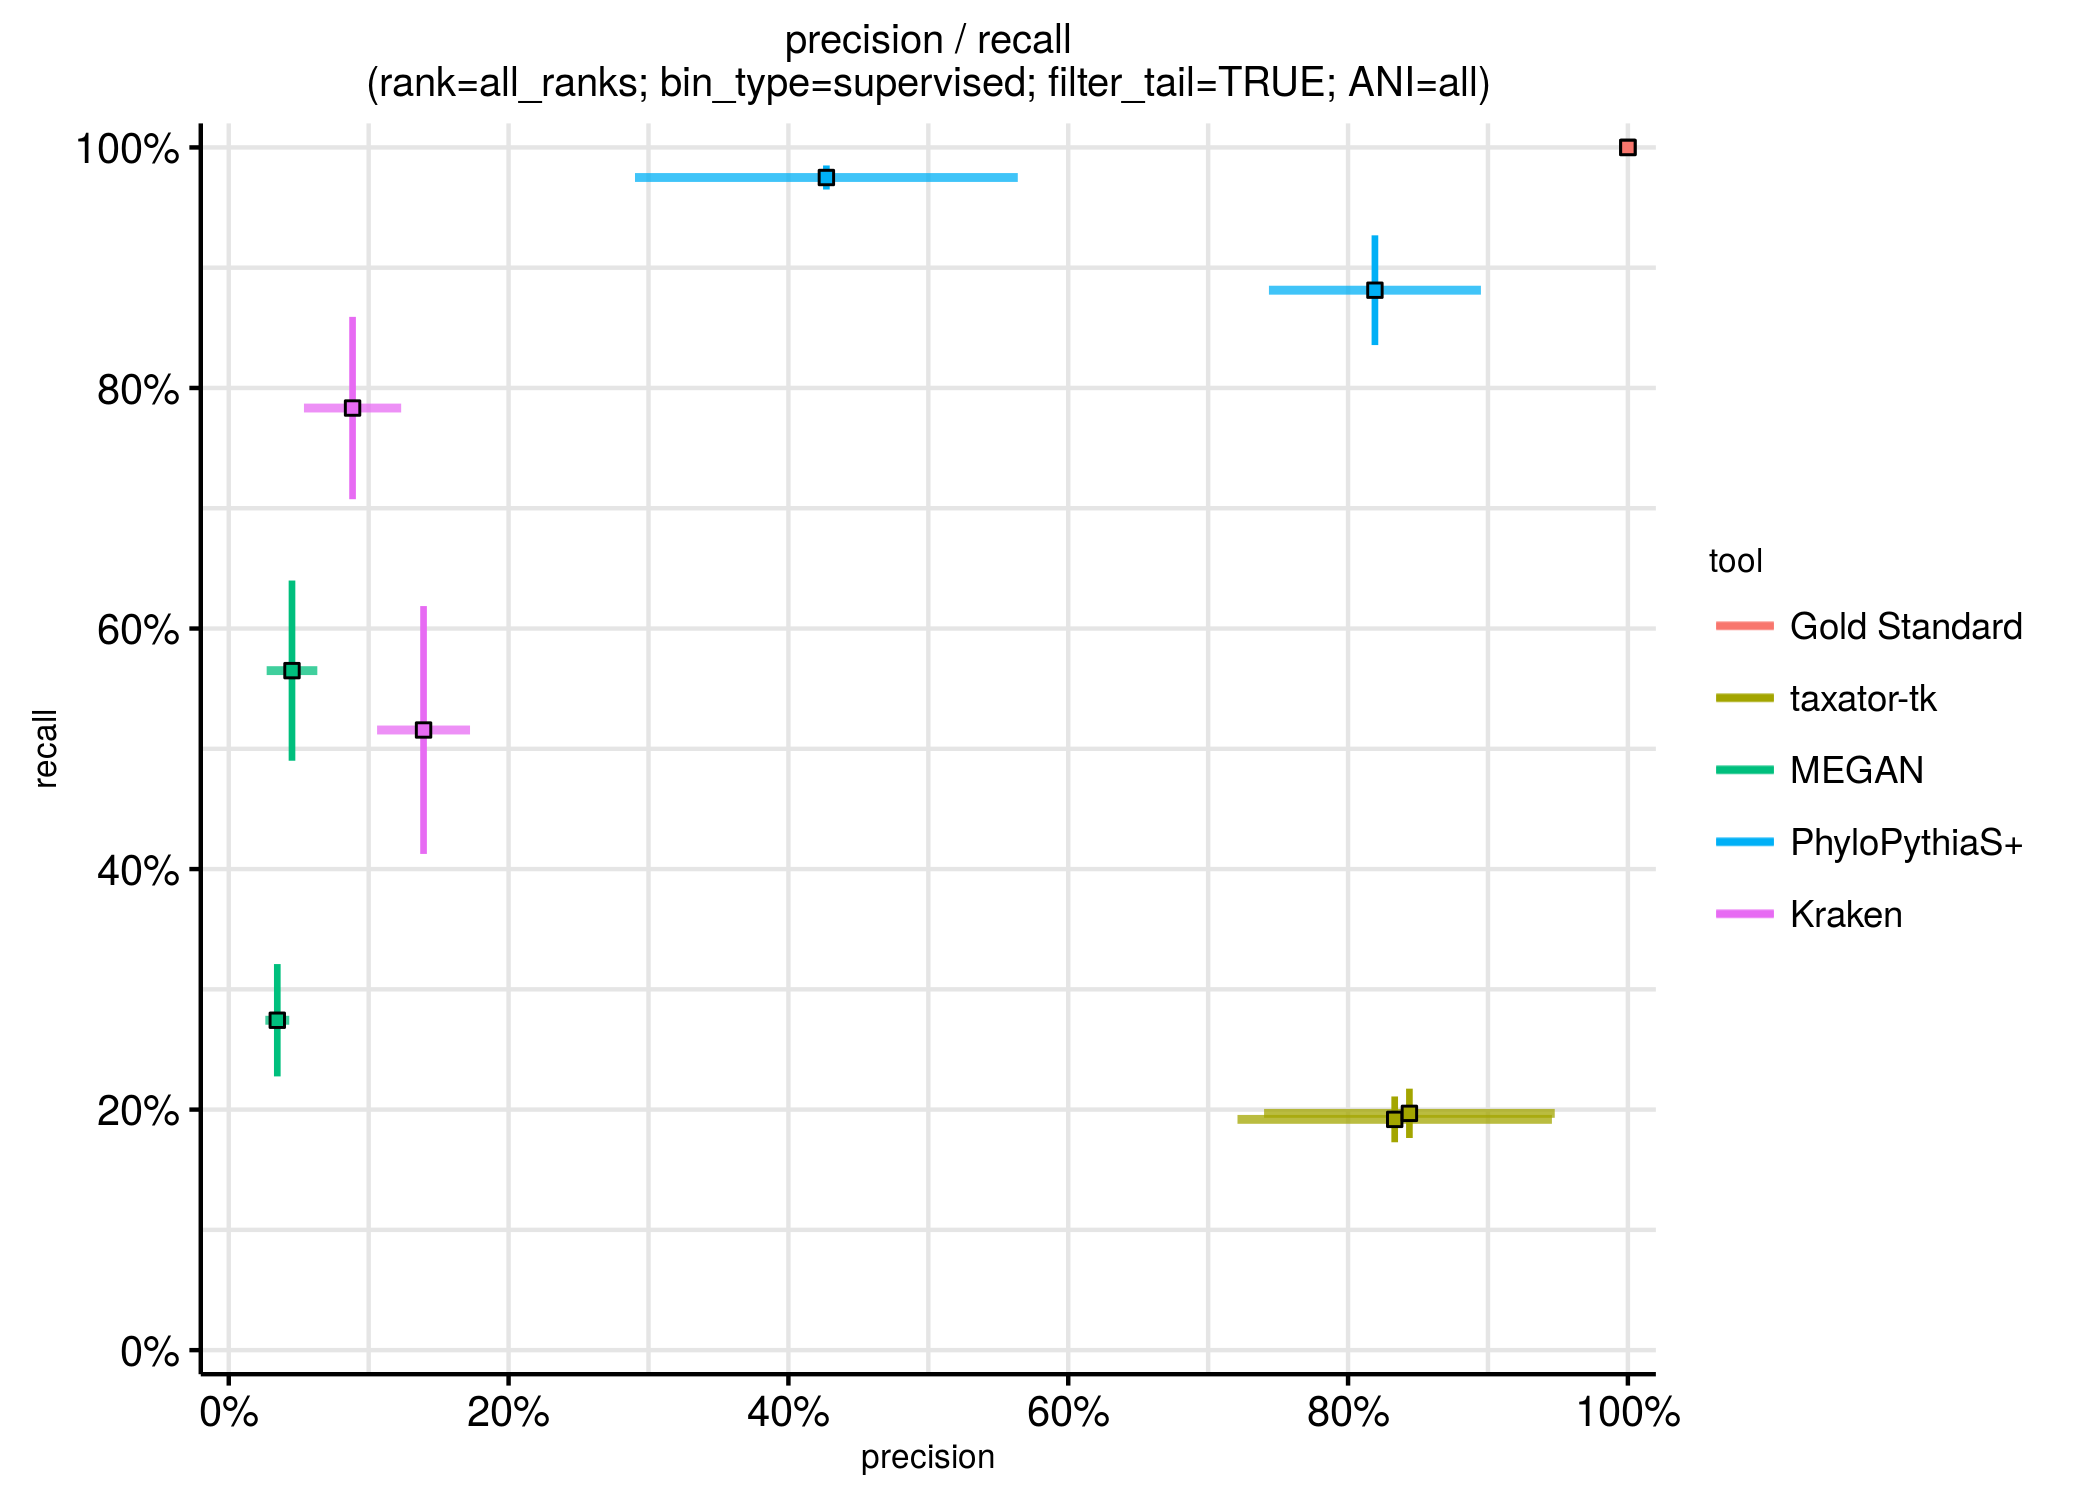 precision / recall
(rank=all_ranks; bin_type=supervised; filter_tail=TRUE; ANI=all)
100%
80%
60%
40%
20%
0%
recall
0%
20%
40%
60%
80%
100%
precision
tool
Gold Standard
taxator-tk
MEGAN
PhyloPythiaS+
Kraken